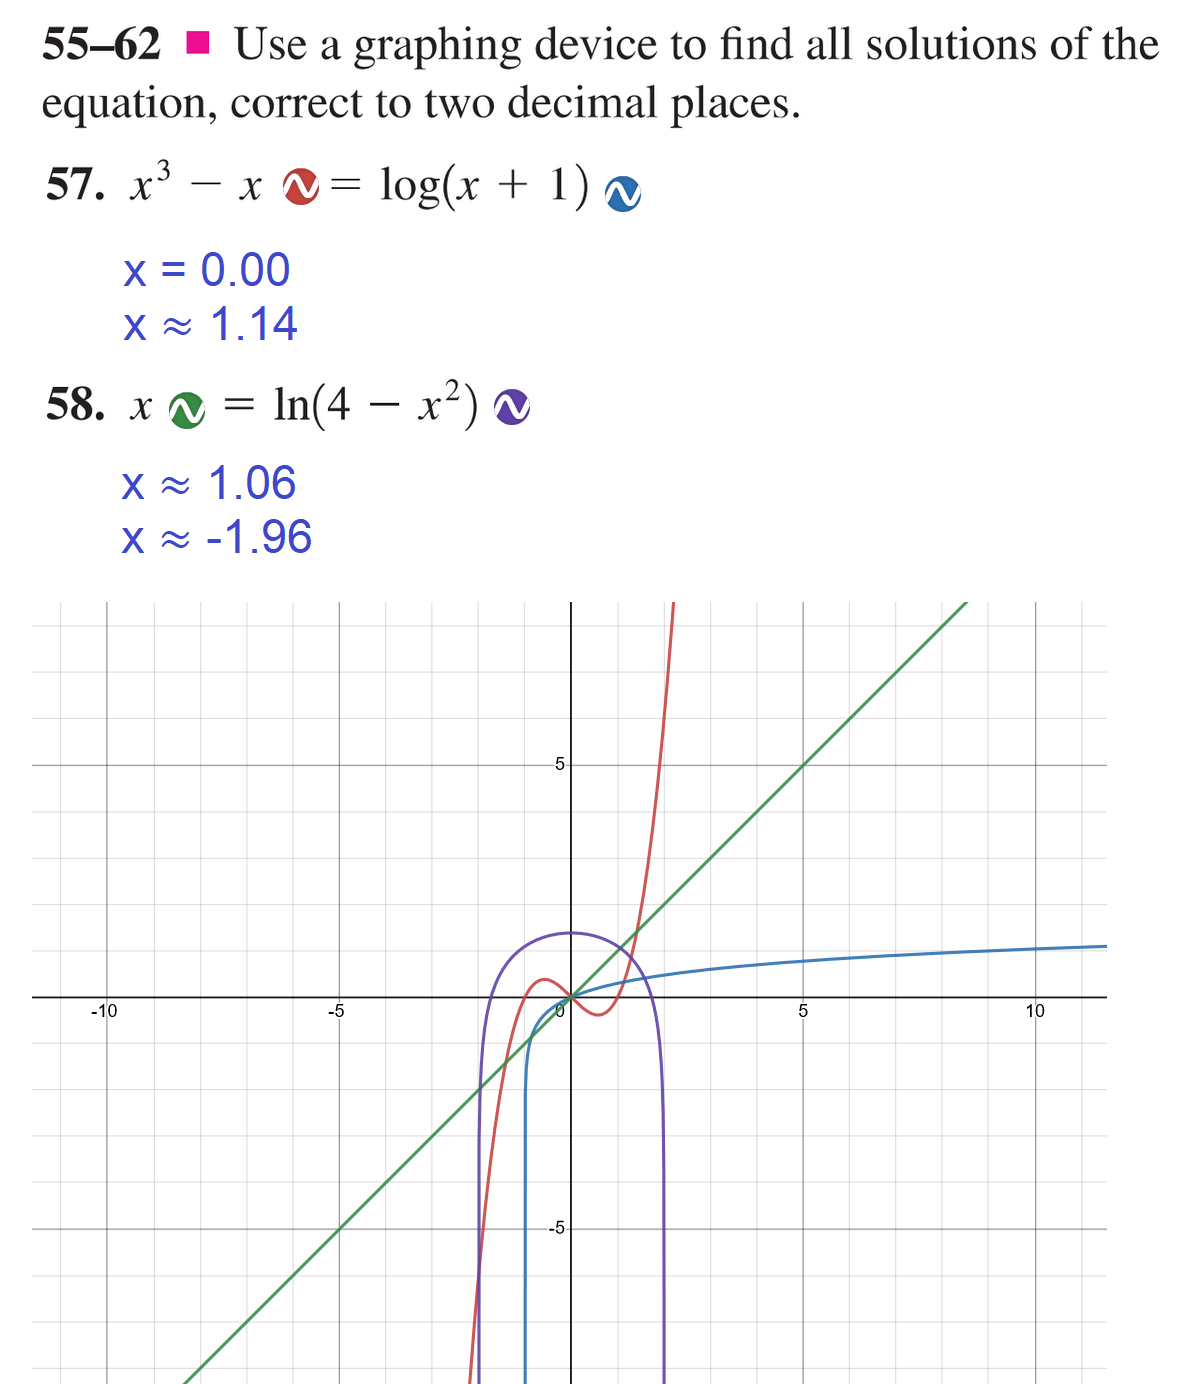 55–62 ■ Use a graphing device to find all solutions of the
equation, correct to two decimal places.
57. x³ − x = log(x + 1)
x = 0.00
x ≈ 1.14
58. x = ln(4 − x²)
x ≈ 1.06
x ≈ -1.96
5
-10 -5 0 5 10
-5